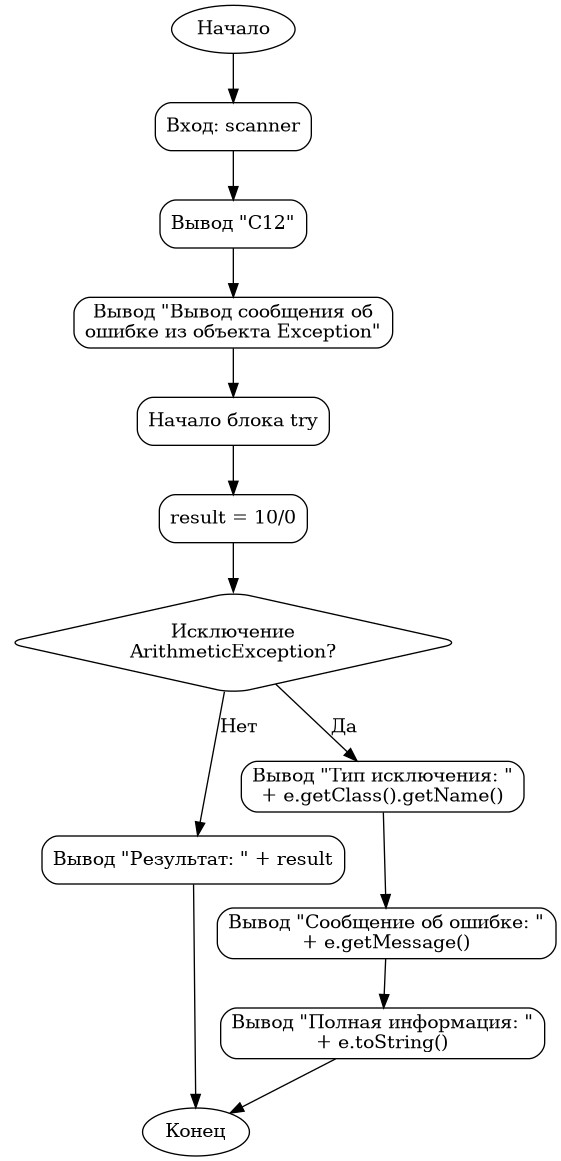 Начало
Вход: scanner
Вывод "C12"
Вывод "Вывод сообщения об
ошибке из объекта Exception"
Начало блока try
result = 10/0
Исключение
ArithmeticException?
Нет
Да
Вывод "Тип исключения: "
+ e.getClass().getName()
Вывод "Результат: " + result
Вывод "Сообщение об ошибке: "
+ e.getMessage()
Вывод "Полная информация: "
+ e.toString()
Конец